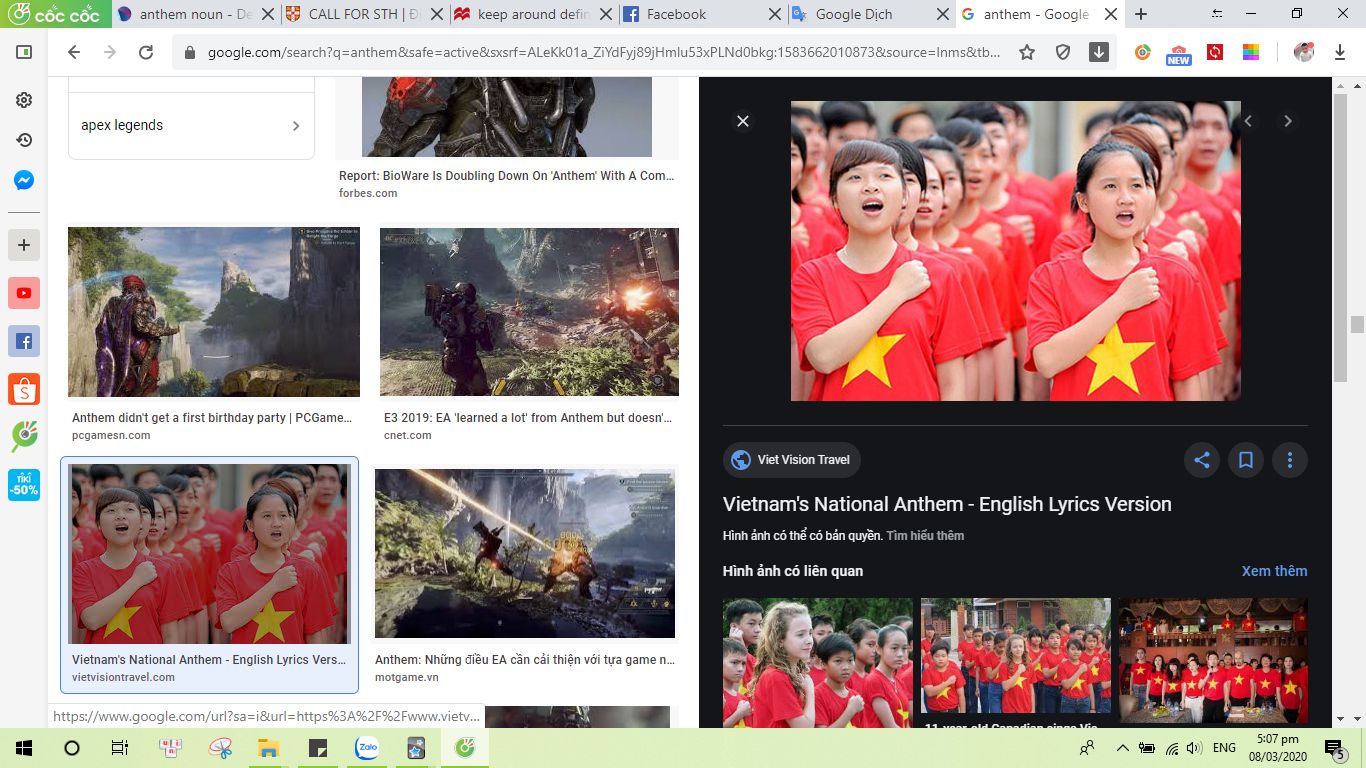 cốc cốc
anthem noun - De
CALL FOR STH | Đị
keep around defin
Facebook
Google Dịch
anthem - Google
google.com/search?q=anthem&safe=active&sxsrf=ALeKk01a_ZiYdFyj89jHmlu53xPLNd0bkg:1583662010873&source=lnms&tb...
NEW
apex legends
Report: BioWare Is Doubling Down On 'Anthem' With A Com...
forbes.com
Anthem didn't get a first birthday party | PCGame...
pcgamesn.com
E3 2019: EA 'learned a lot' from Anthem but doesn'...
cnet.com
TIKI
-50%
Vietnam's National Anthem - English Lyrics Vers...
vietvisiontravel.com
Anthem: Những điều EA cần cải thiện với tựa game n...
motgame.vn
https://www.google.com/url?sa=i&url=https%3A%2F%2Fwww.vietv...
Viet Vision Travel
Vietnam's National Anthem - English Lyrics Version
Hình ảnh có thể có bản quyền. Tìm hiểu thêm
Hình ảnh có liên quan
Xem thêm
11-year-old Canadian sings Vie
Zalo
ENG
5:07 pm
08/03/2020
5